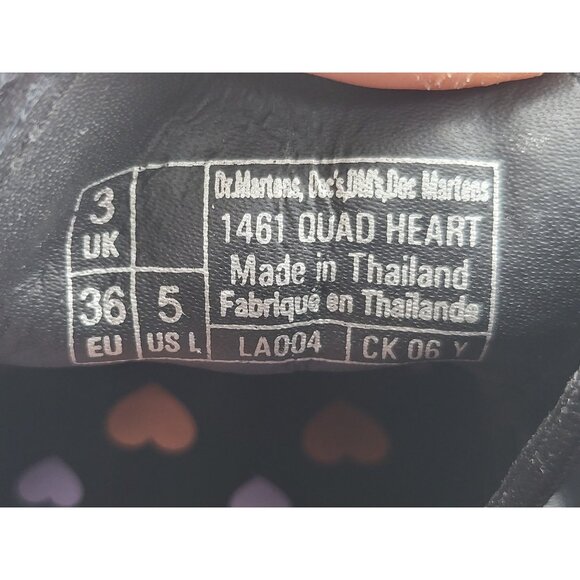 3
UK
36
EU
5
US L
Dr.Martens, Doc's,DM's,Doc Martens
1461 QUAD HEART
Made in Thailand
Fabriqué en Thaïlande
LA004
CK 06 Y